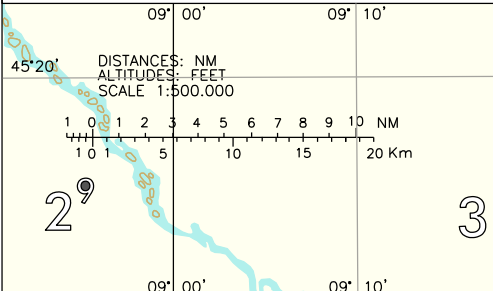 09° 00' 09° 10'
45°20'
DISTANCES: NM
ALTITUDES: FEET
SCALE 1:500.000
1 0 1 2 3 4 5 6 7 8 9 10 NM
1 0 1 5 10 15 20 Km
2⁹ 3
09° 00' 09° 10'